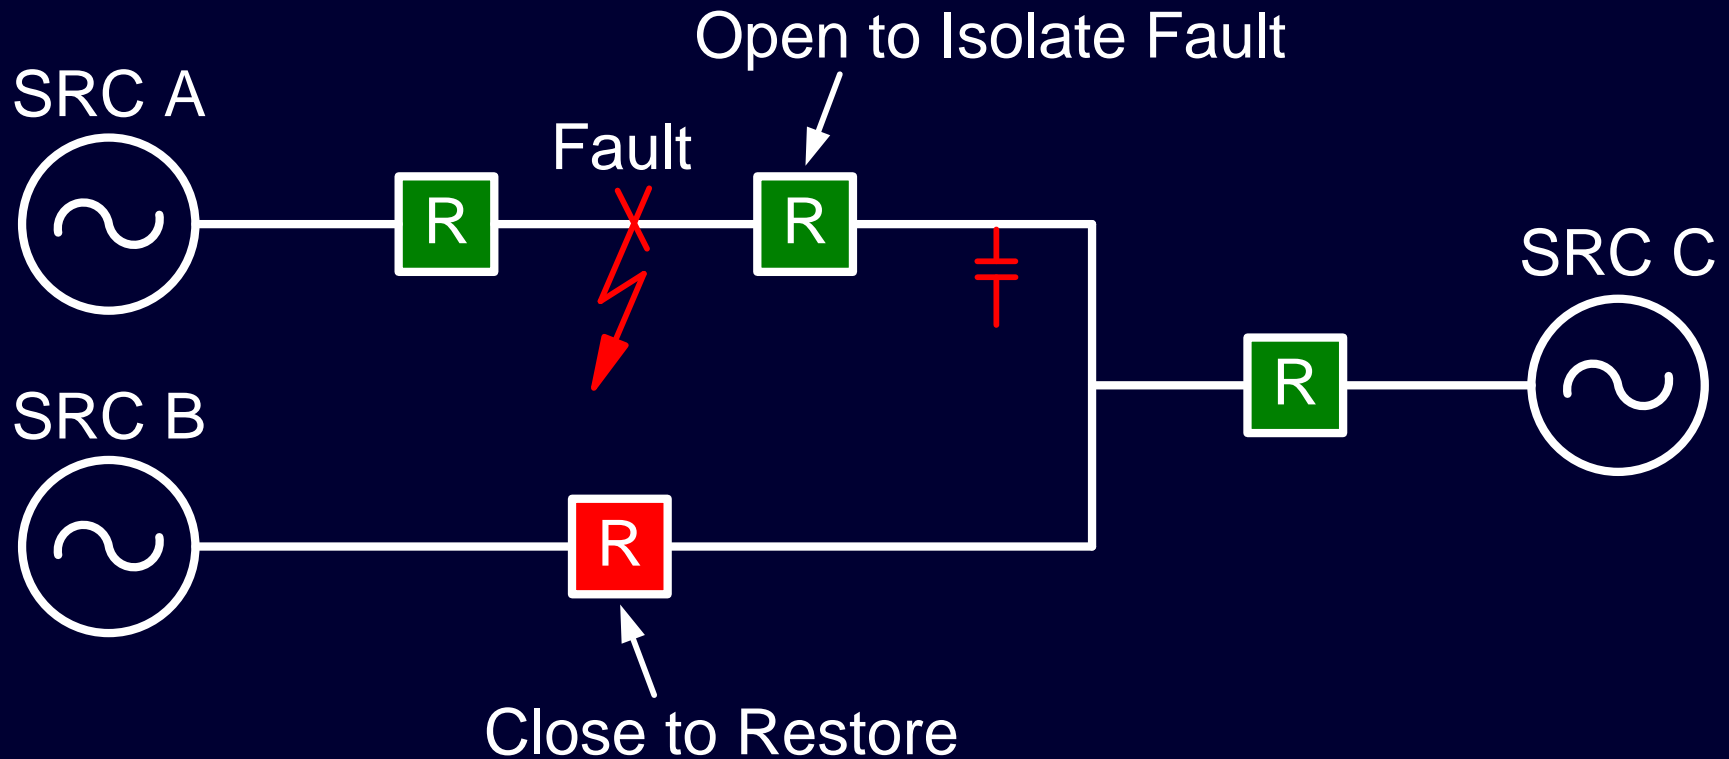 Open to Isolate Fault
SRC A
Fault
R
R
SRC C
R
SRC B
R
Close to Restore